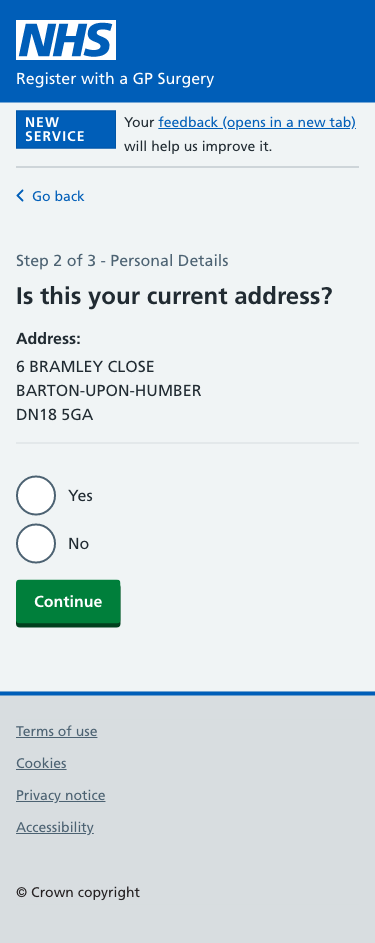 NHS
Register with a GP Surgery
NEW SERVICE
Your feedback (opens in a new tab)
will help us improve it.
Go back
Step 2 of 3 - Personal Details
Is this your current address?
Address:
6 BRAMLEY CLOSE
BARTON-UPON-HUMBER
DN18 5GA
Yes
No
Continue
Terms of use
Cookies
Privacy notice
Accessibility
© Crown copyright